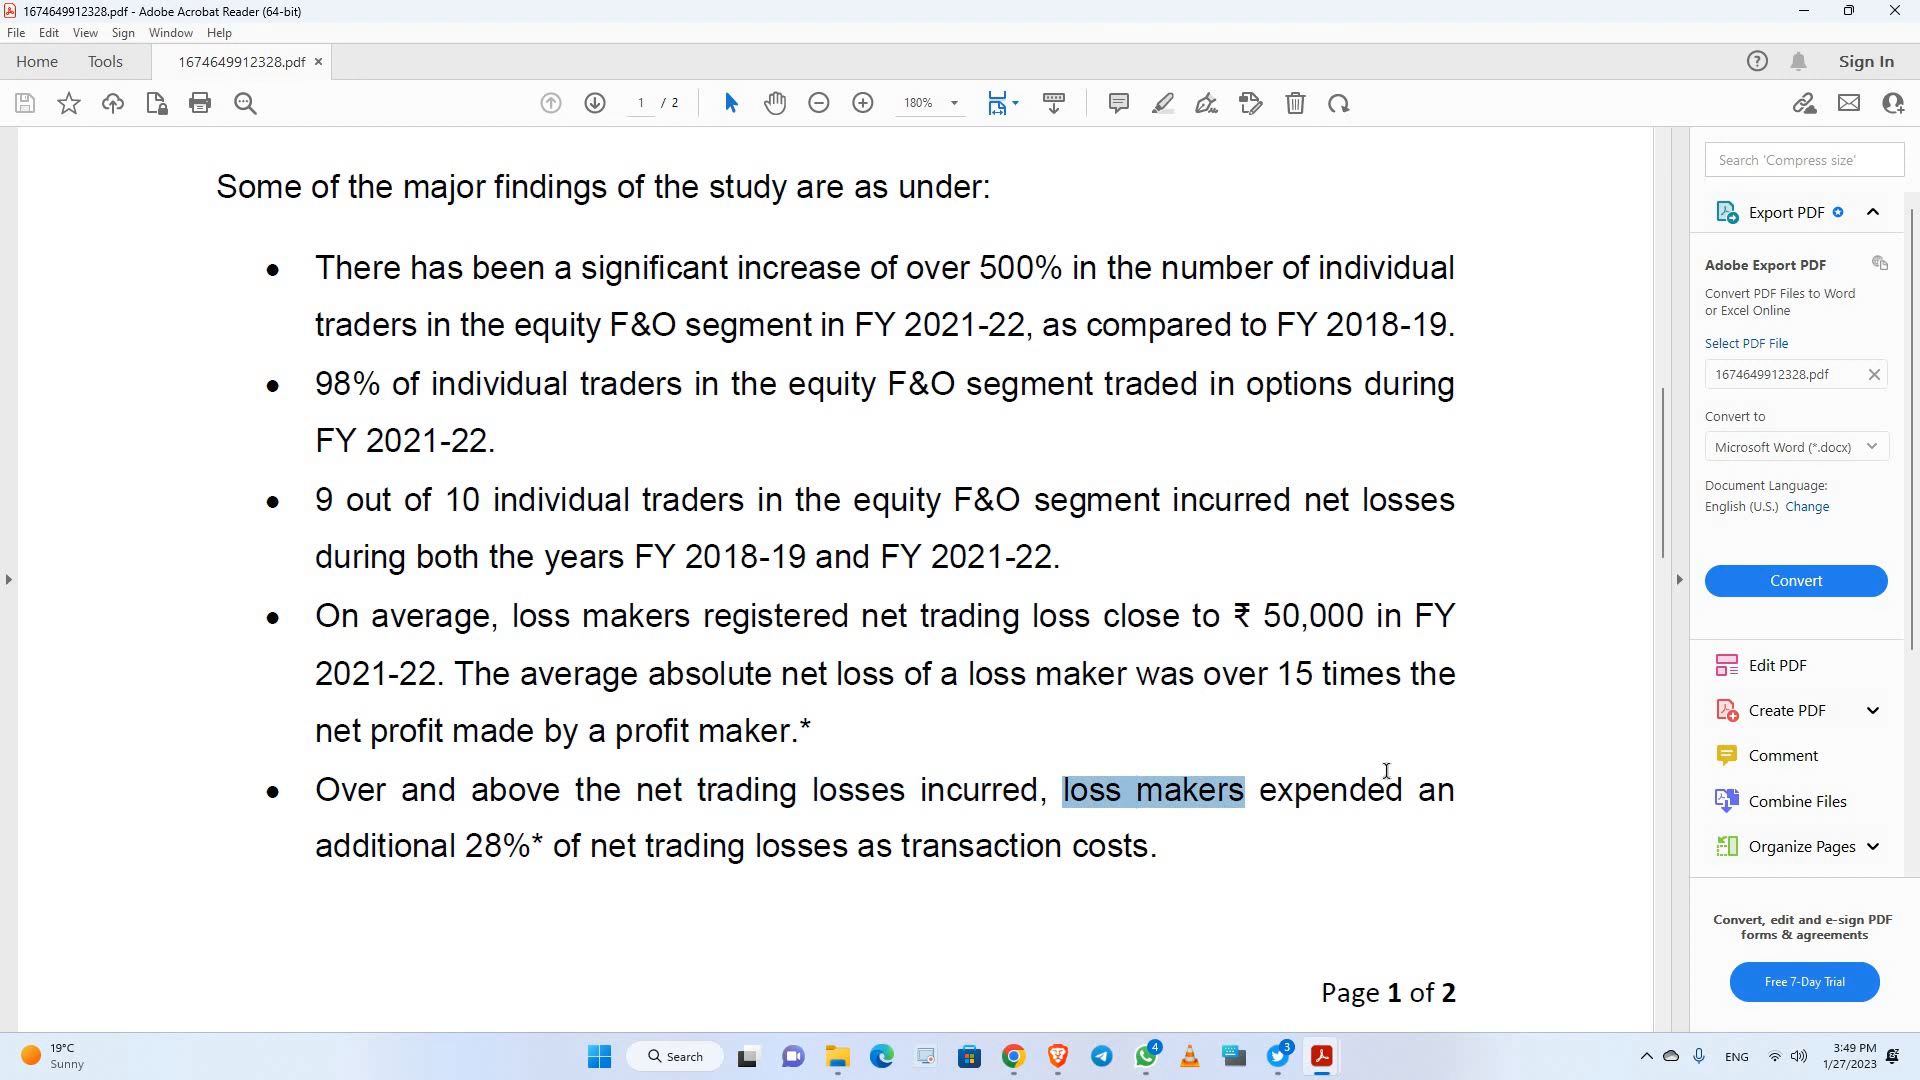 1674649912328.pdf - Adobe Acrobat Reader (64-bit)
File Edit View Sign Window Help
Home Tools 1674649912328.pdf × Sign In
1 / 2 180%
Some of the major findings of the study are as under:
• There has been a significant increase of over 500% in the number of individual
traders in the equity F&O segment in FY 2021-22, as compared to FY 2018-19.
• 98% of individual traders in the equity F&O segment traded in options during
FY 2021-22.
• 9 out of 10 individual traders in the equity F&O segment incurred net losses
during both the years FY 2018-19 and FY 2021-22.
• On average, loss makers registered net trading loss close to ₹ 50,000 in FY
2021-22. The average absolute net loss of a loss maker was over 15 times the
net profit made by a profit maker.*
• Over and above the net trading losses incurred, loss makers expended an
additional 28%* of net trading losses as transaction costs.
Page 1 of 2
Search 'Compress size'
Export PDF
Adobe Export PDF
Convert PDF Files to Word
or Excel Online
Select PDF File
1674649912328.pdf
Convert to
Microsoft Word (*.docx)
Document Language:
English (U.S.) Change
Convert
Edit PDF
Create PDF
Comment
Combine Files
Organize Pages
Convert, edit and e-sign PDF
forms & agreements
Free 7-Day Trial
19°C
Sunny
Search
4
3
ENG
3:49 PM
1/27/2023